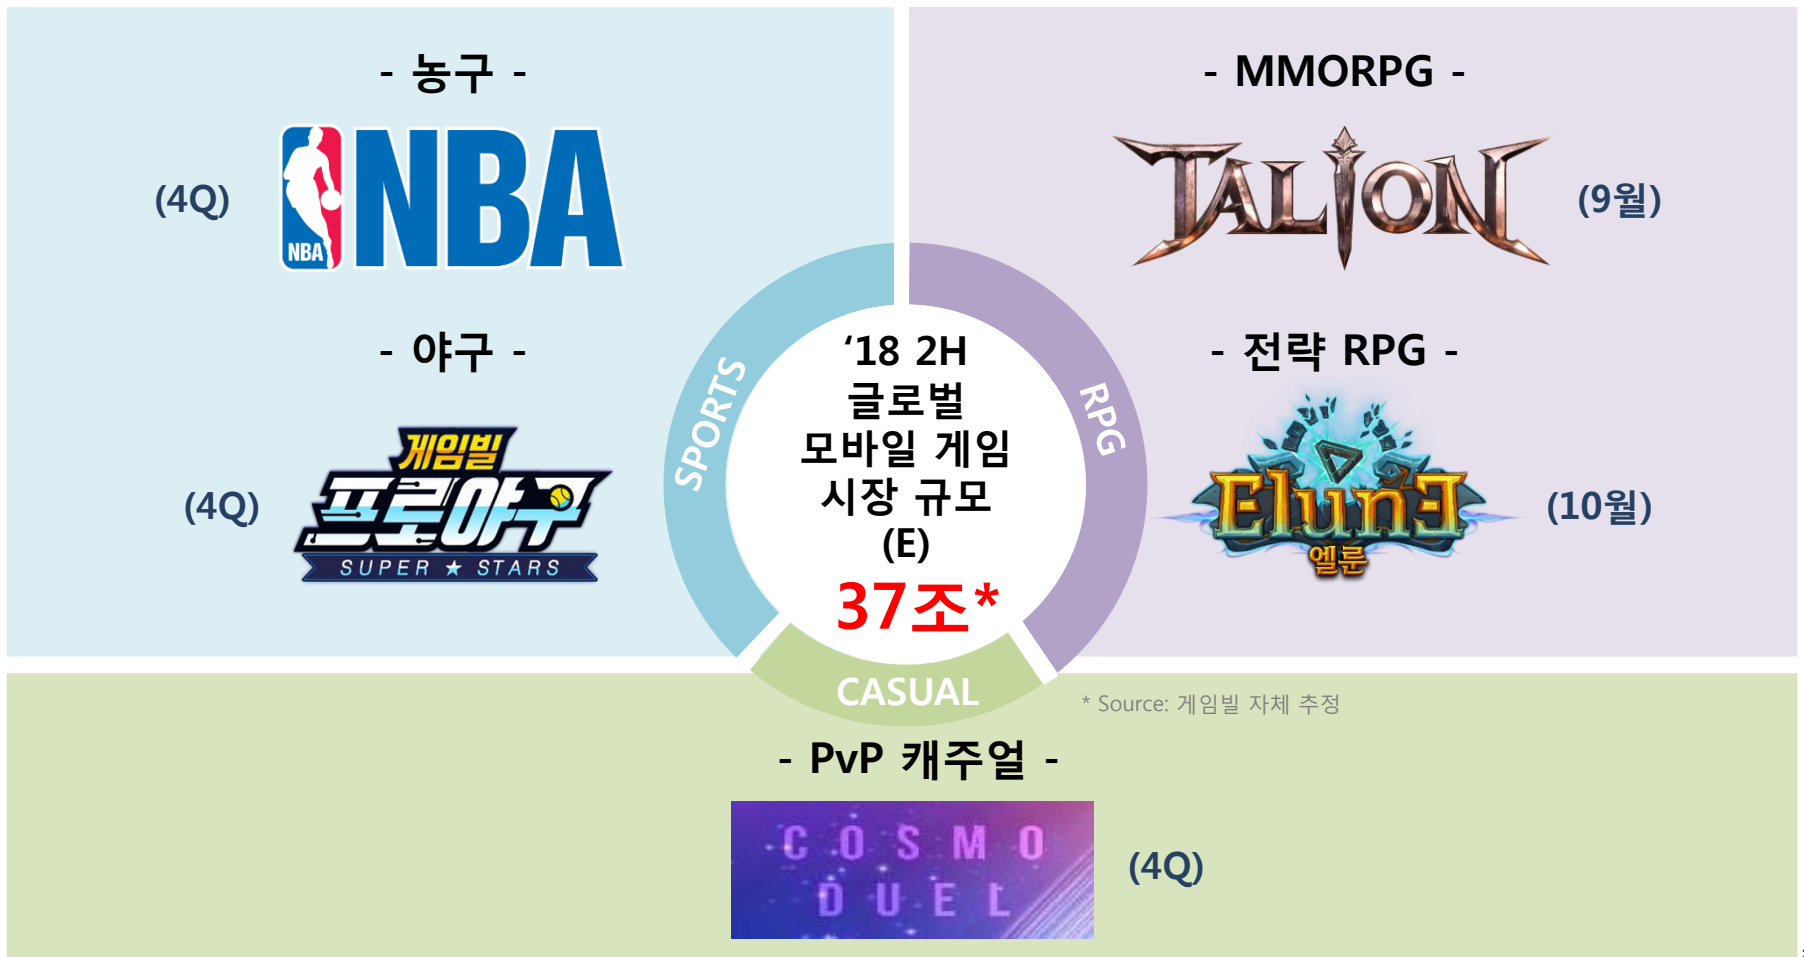 - 농구 -
(4Q)
NBA
NBA
- 야구 -
(4Q)
게임빌
프로야구
SUPER ★ STARS
SPORTS
- MMORPG -
TALION
(9월)
- 전략 RPG -
ElunE
엘룬
(10월)
RPG
‘18 2H
글로벌
모바일 게임
시장 규모
(E)
37조*
CASUAL
* Source: 게임빌 자체 추정
- PvP 캐주얼 -
COSMO
DUEL
(4Q)